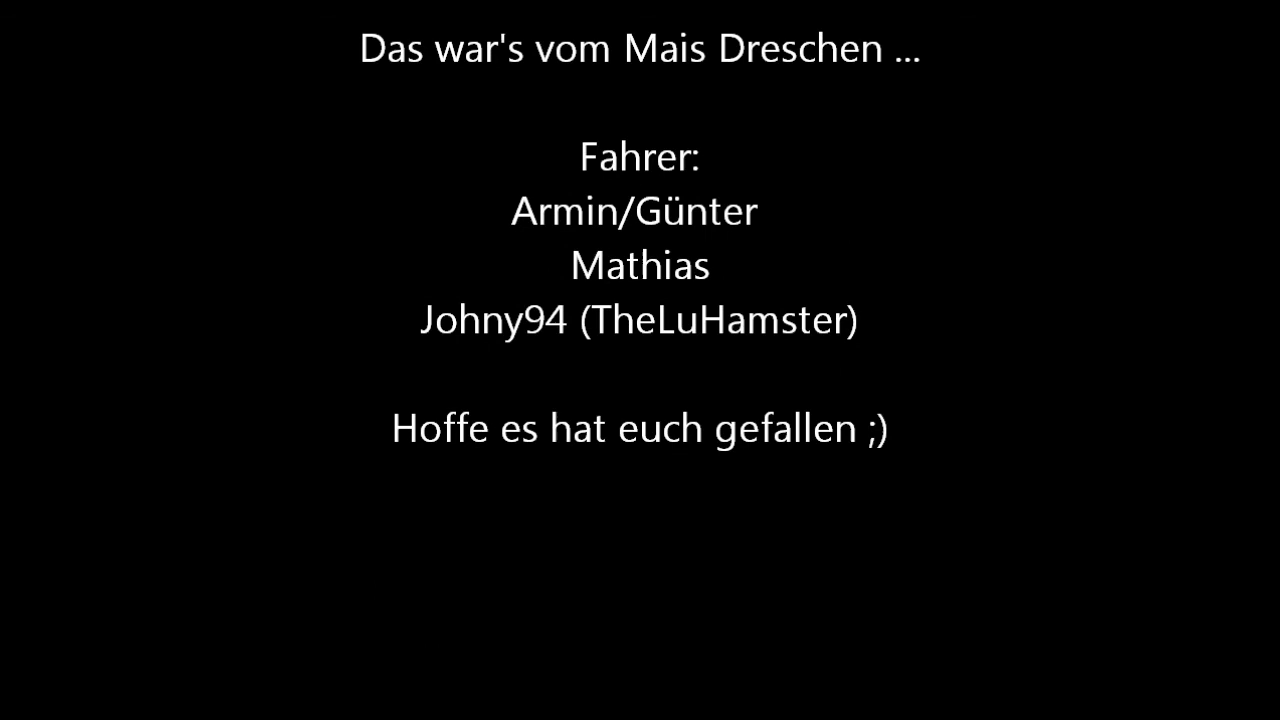 Das war's vom Mais Dreschen ...
Fahrer:
Armin/Günter
Mathias
Johny94 (TheLuHamster)
Hoffe es hat euch gefallen ;)